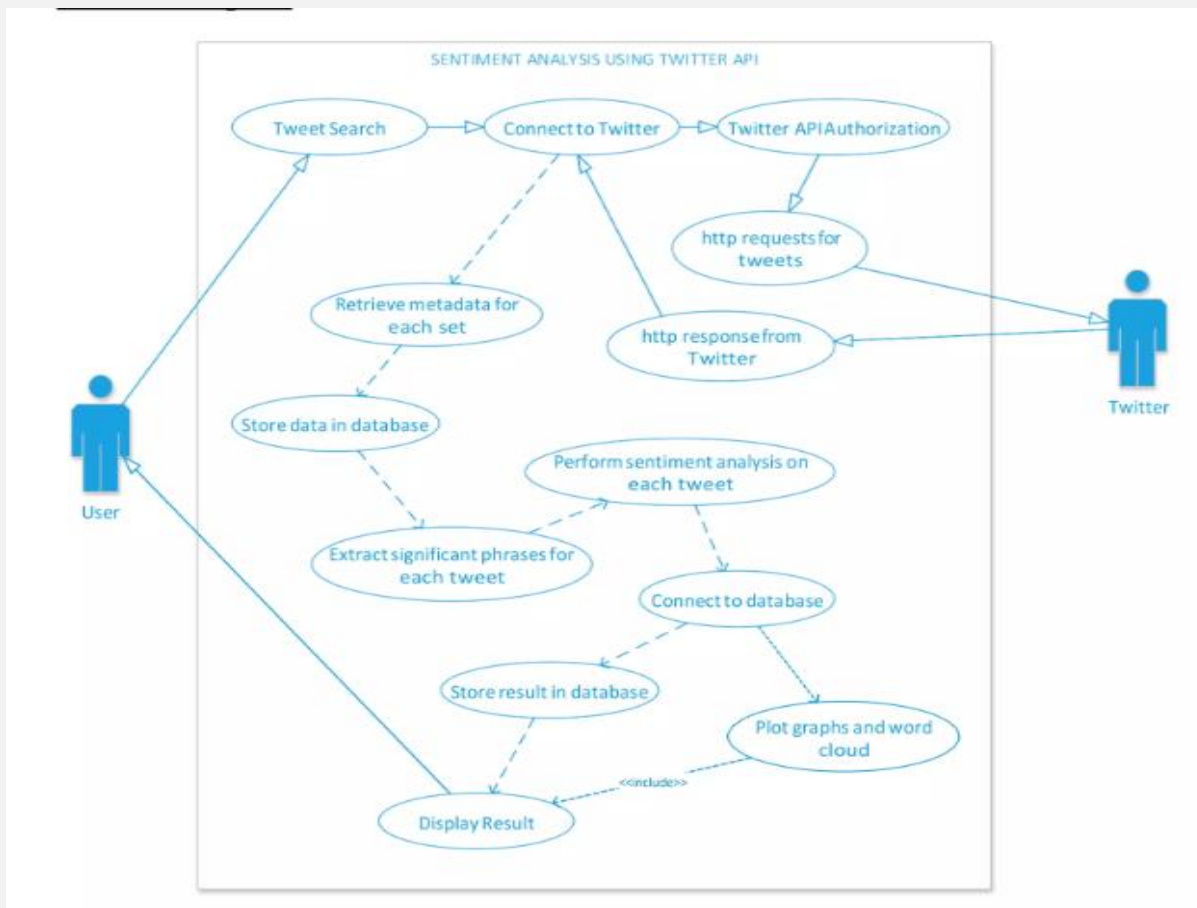 SENTIMENT ANALYSIS USING TWITTER API
Tweet Search
Connect to Twitter
Twitter API Authorization
http requests for
tweets
Retrieve metadata for
each set
http response from
Twitter
Twitter
Store data in database
Perform sentiment analysis on
each tweet
User
Extract significant phrases for
each tweet
Connect to database
Store result in database
Plot graphs and word
cloud
<<include>>
Display Result